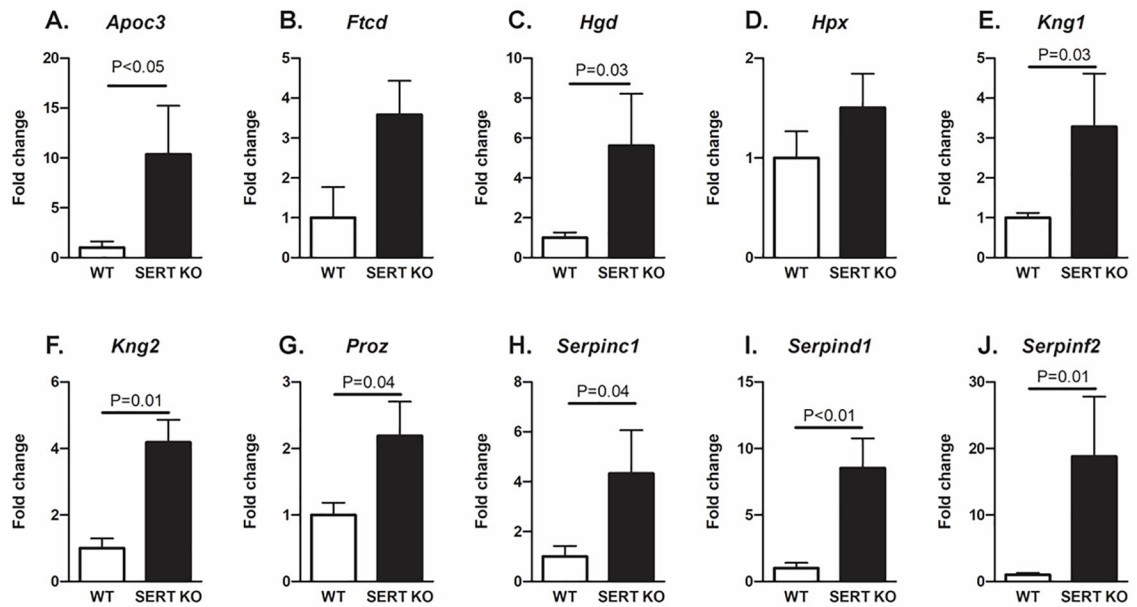 A. Apoc3
B. Ftcd
C. Hgd
D. Hpx
E. Kng1
Fold change
20
15
10
5
0
P<0.05
WT SERT KO
Fold change
6
5
4
3
2
1
0
WT SERT KO
Fold change
10
8
6
4
2
0
P=0.03
WT SERT KO
Fold change
2
1
0
WT SERT KO
Fold change
5
4
3
2
1
0
P=0.03
WT SERT KO
F. Kng2
G. Proz
H. Serpinc1
I. Serpind1
J. Serpinf2
Fold change
6
4
2
0
P=0.01
WT SERT KO
Fold change
3
2
1
0
P=0.04
WT SERT KO
Fold change
8
6
4
2
0
P=0.04
WT SERT KO
Fold change
15
10
5
0
P<0.01
WT SERT KO
Fold change
30
20
10
0
P=0.01
WT SERT KO